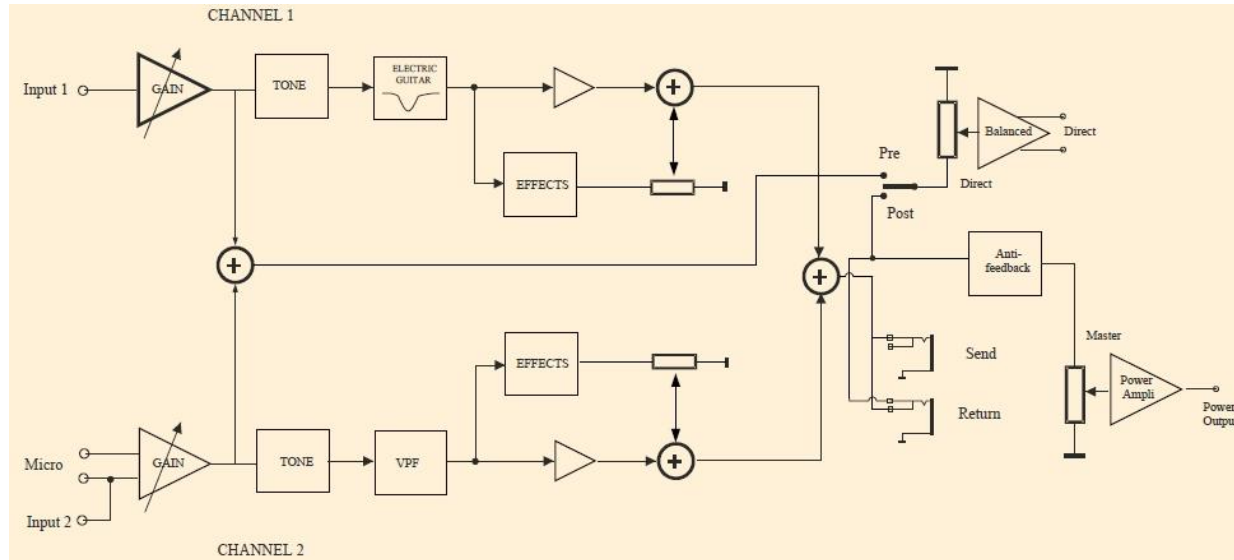 CHANNEL 1
Input 1
GAIN
TONE
ELECTRIC
GUITAR
EFFECTS
Pre
Post
Balanced
Direct
Direct
Anti-
feedback
Master
Send
Return
Power
Ampli
Power
Output
EFFECTS
Micro
Input 2
GAIN
TONE
VPF
CHANNEL 2